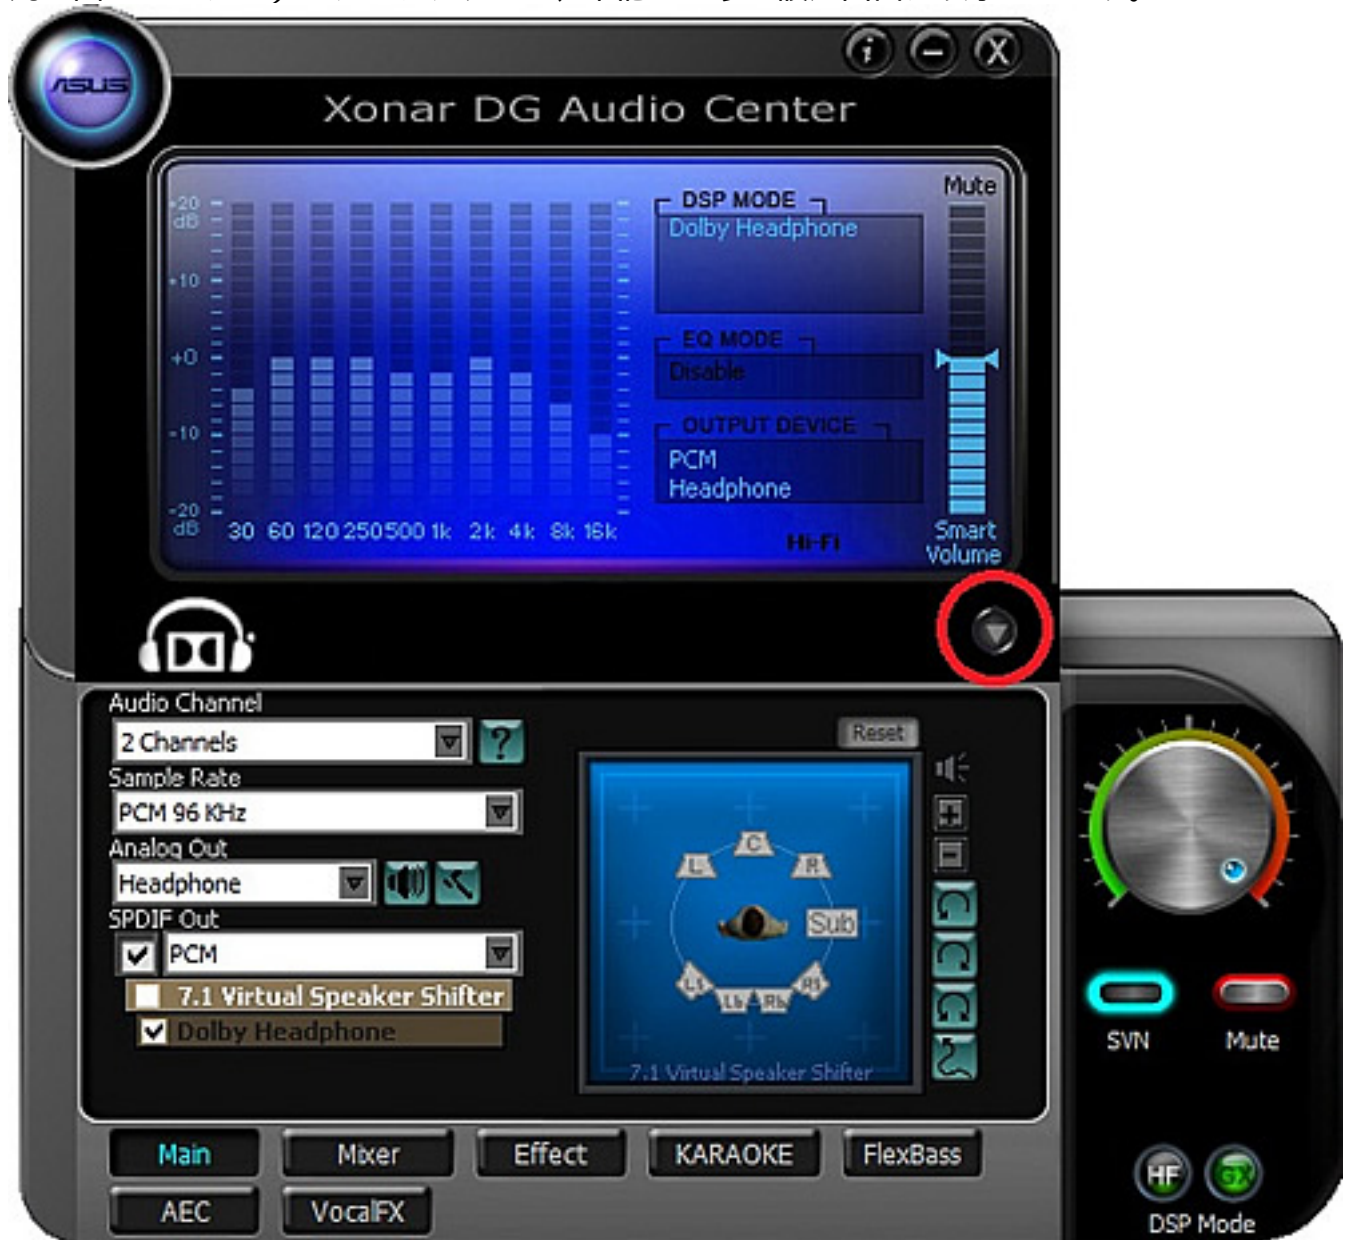 ASUS
Xonar DG Audio Center
+20
dB
+10
+0
-10
-20
dB
30 60 120 250 500 1k 2k 4k 8k 16k
DSP MODE
Dolby Headphone
EQ MODE
Disable
OUTPUT DEVICE
PCM
Headphone
Hi-Fi
Mute
Smart
Volume
Audio Channel
2 Channels
?
Sample Rate
PCM 96 KHz
Analog Out
Headphone
SPDIF Out
PCM
7.1 Virtual Speaker Shifter
Dolby Headphone
Reset
L C R
Sub
Ls Lb Rb Rs
7.1 Virtual Speaker Shifter
SVN Mute
HF GX
DSP Mode
Main Mixer Effect KARAOKE FlexBass
AEC VocalFX